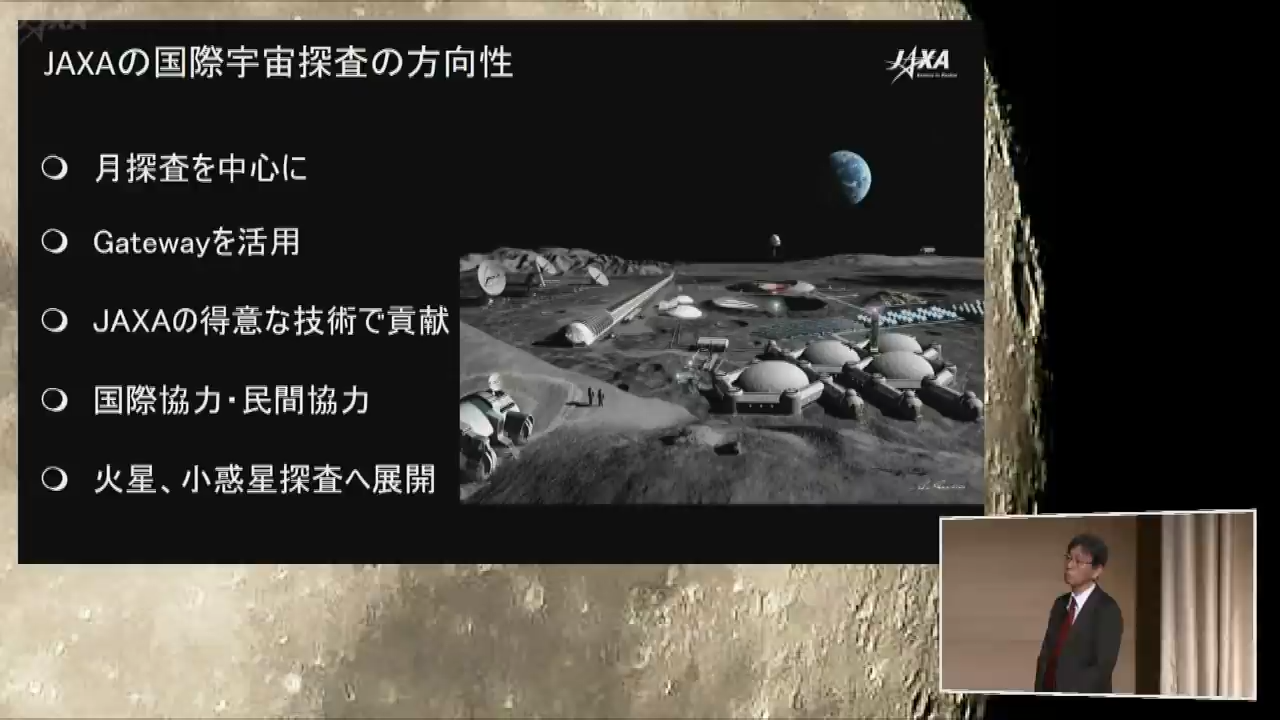 JAXAの国際宇宙探査の方向性
JAXA
月探査を中心に
Gatewayを活用
JAXAの得意な技術で貢献
国際協力・民間協力
火星、小惑星探査へ展開